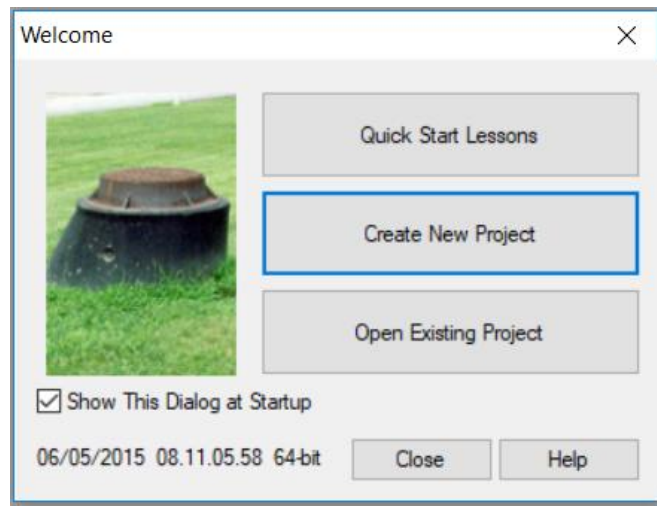 Welcome
Quick Start Lessons
Create New Project
Open Existing Project
Show This Dialog at Startup
06/05/2015 08.11.05.58 64-bit
Close
Help